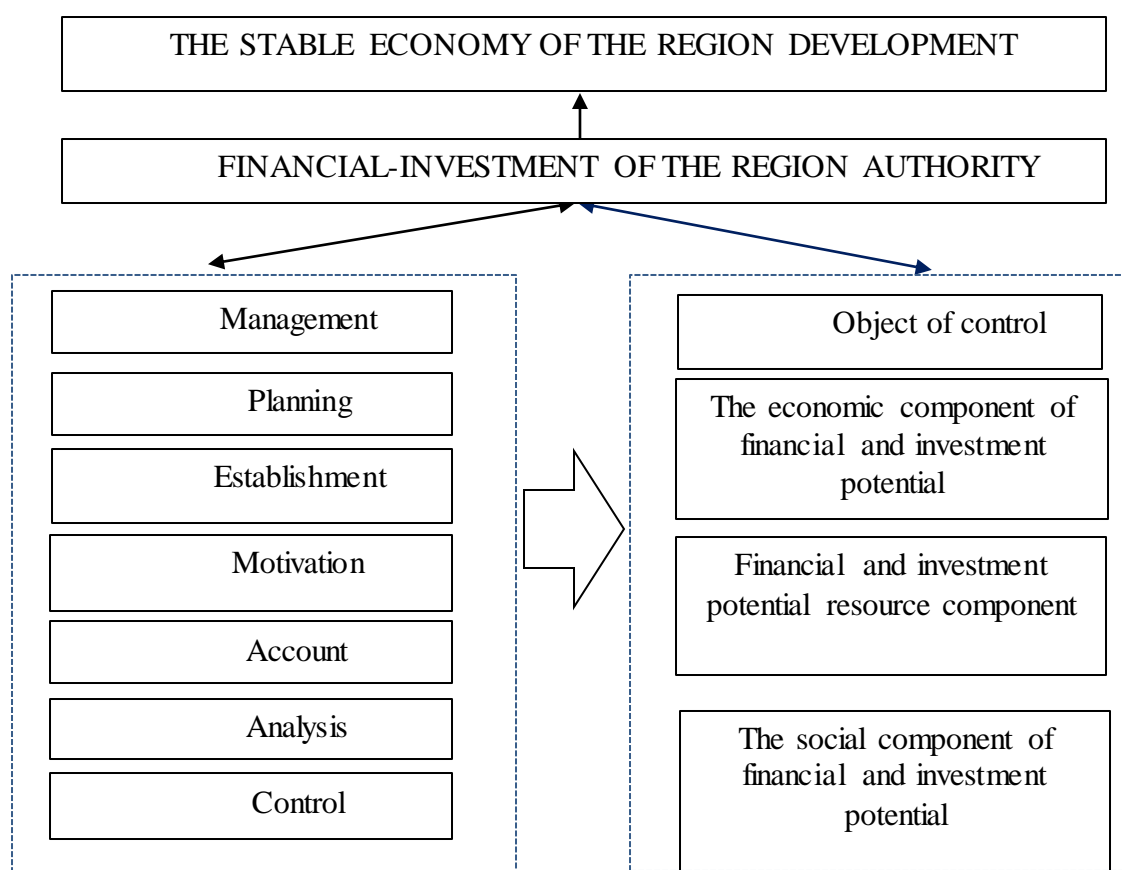 THE STABLE ECONOMY OF THE REGION DEVELOPMENT
FINANCIAL-INVESTMENT OF THE REGION AUTHORITY
Management
Planning
Establishment
Motivation
Account
Analysis
Control
Object of control
The economic component of
financial and investment
potential
Financial and investment
potential resource component
The social component of
financial and investment
potential